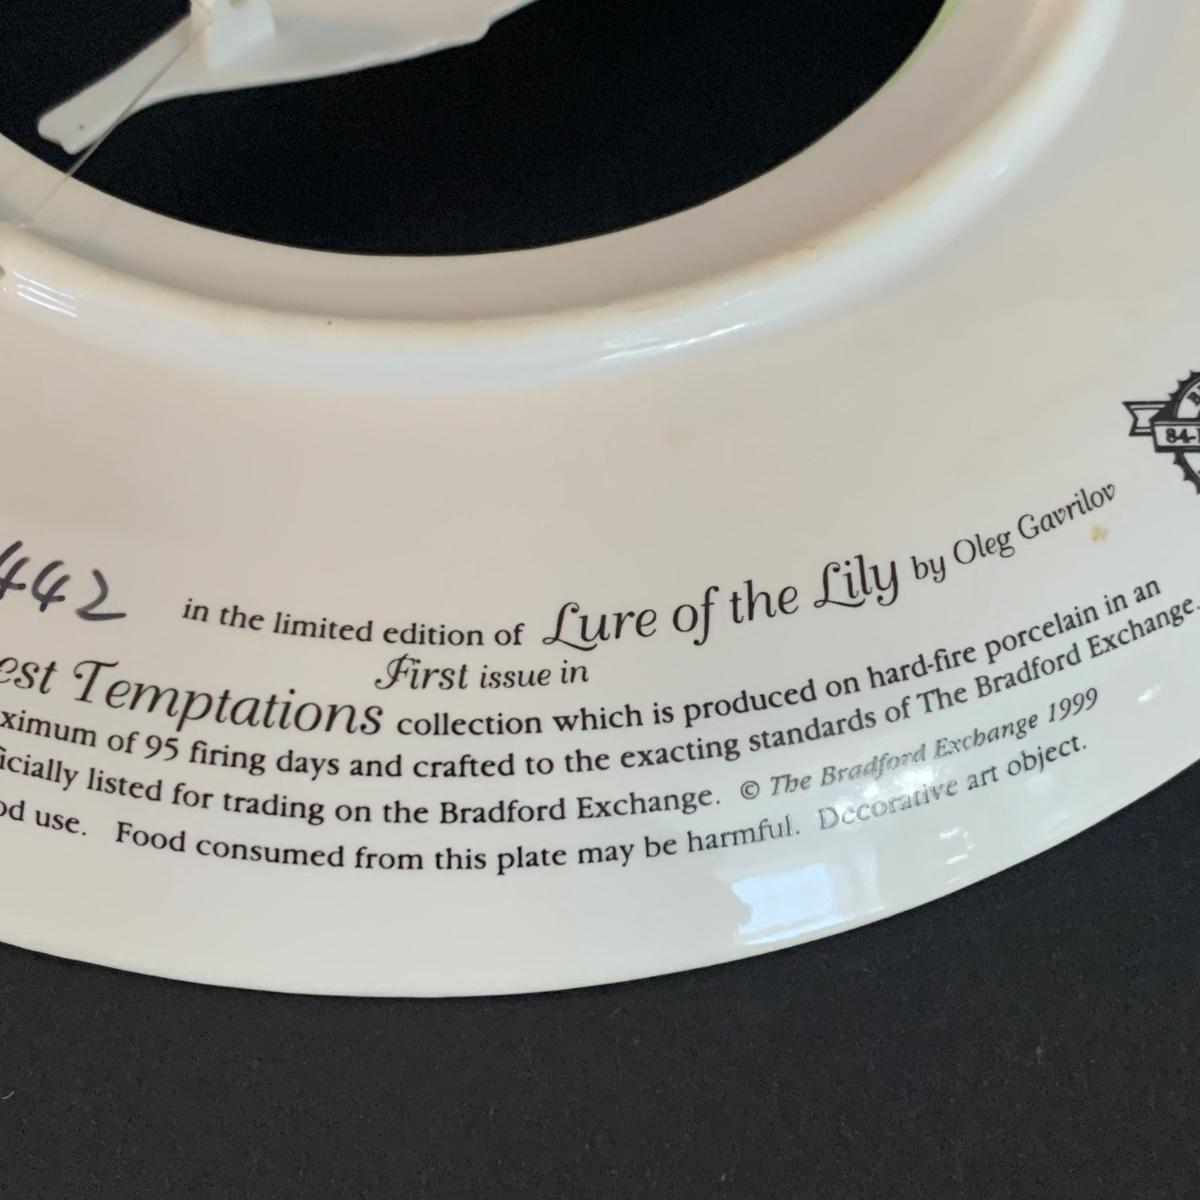 442 in the limited edition of Lure of the Lily by Oleg Gavrilov
First issue in
est Temptations collection which is produced on hard-fire porcelain in an
ximum of 95 firing days and crafted to the exacting standards of The Bradford Exchange.
icially listed for trading on the Bradford Exchange. © The Bradford Exchange 1999
od use. Food consumed from this plate may be harmful. Decorative art object.
84-